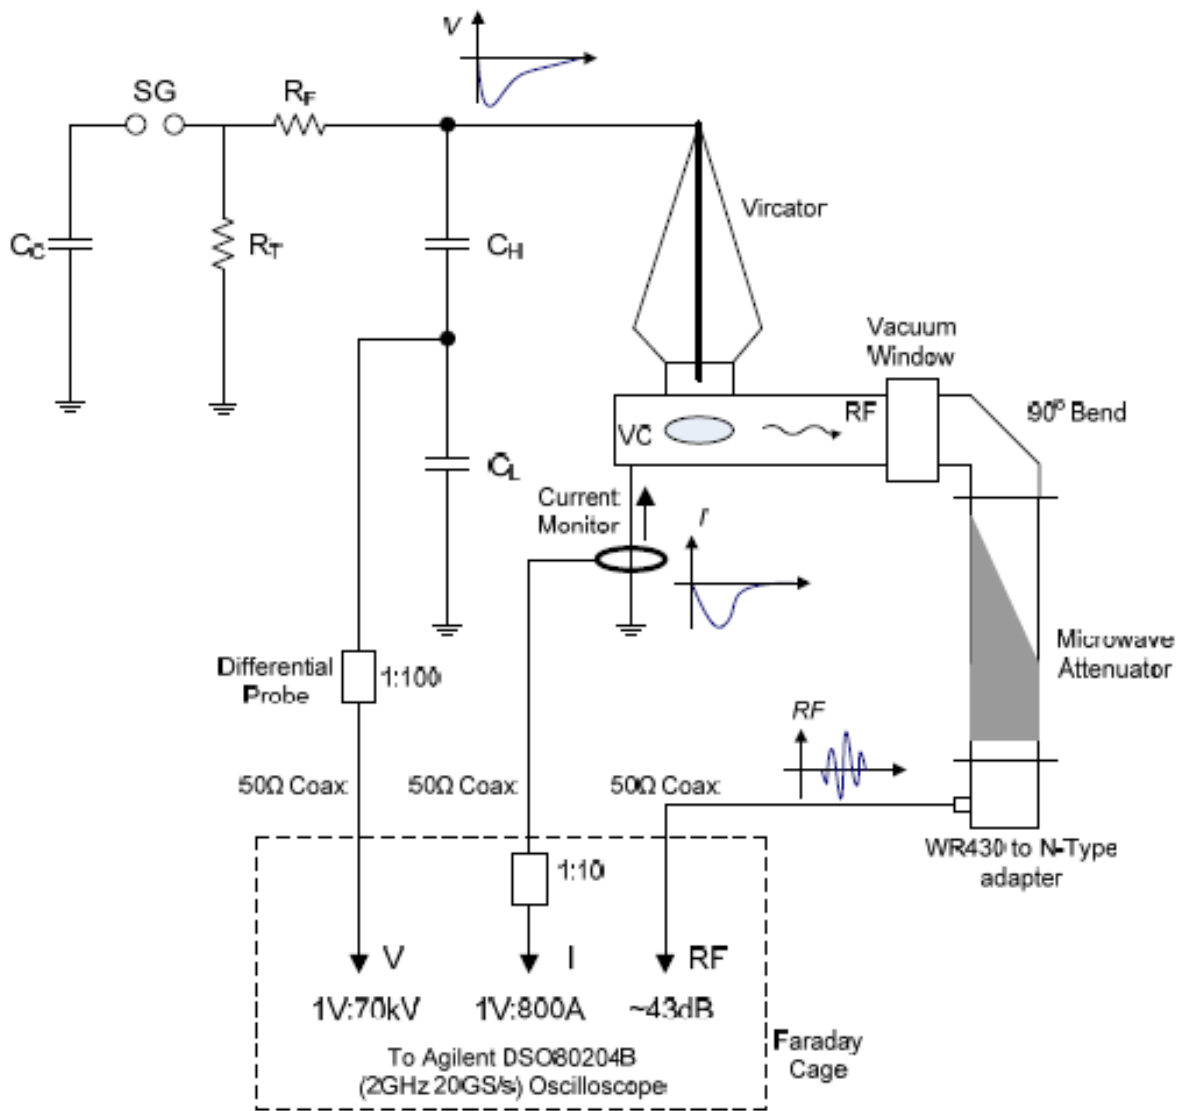 V
SG
RF
Vircator
CC
RT
CH
Vacuum
Window
90º Bend
RF
VC
CL
Current
Monitor
I
Microwave
Attenuator
Differential
Probe
1:100
RF
50Ω Coax
50Ω Coax
50Ω Coax
WR430 to N-Type
adapter
1:10
V
I
RF
1V:70kV
1V:800A
~43dB
Faraday
Cage
To Agilent DSO80204B
(2GHz 20GS/s) Oscilloscope